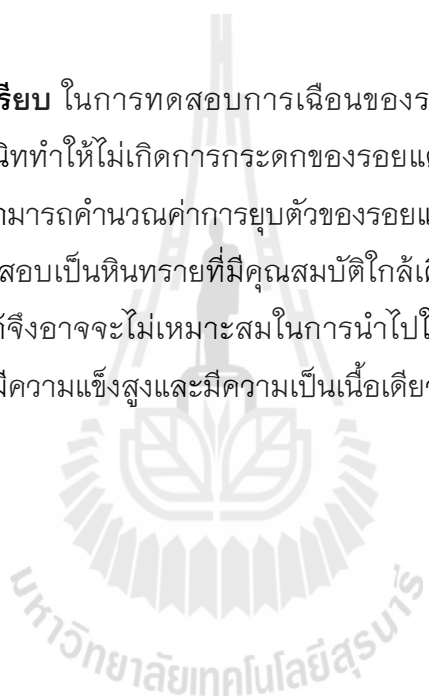 รียบ ในการทดสอบการเฉือนของร
นิททำให้ไม่เกิดการกระดกของรอยแต
ามารถคำนวณค่าการยุบตัวของรอยแ
สอบเป็นหินทรายที่มีคุณสมบัติใกล้เคี
ก้จึงอาจจะไม่เหมาะสมในการนำไปใ
มีความแข็งสูงและมีความเป็นเนื้อเดีย
มหาวิทยาลัยเทคโนโลยีสุรนารี